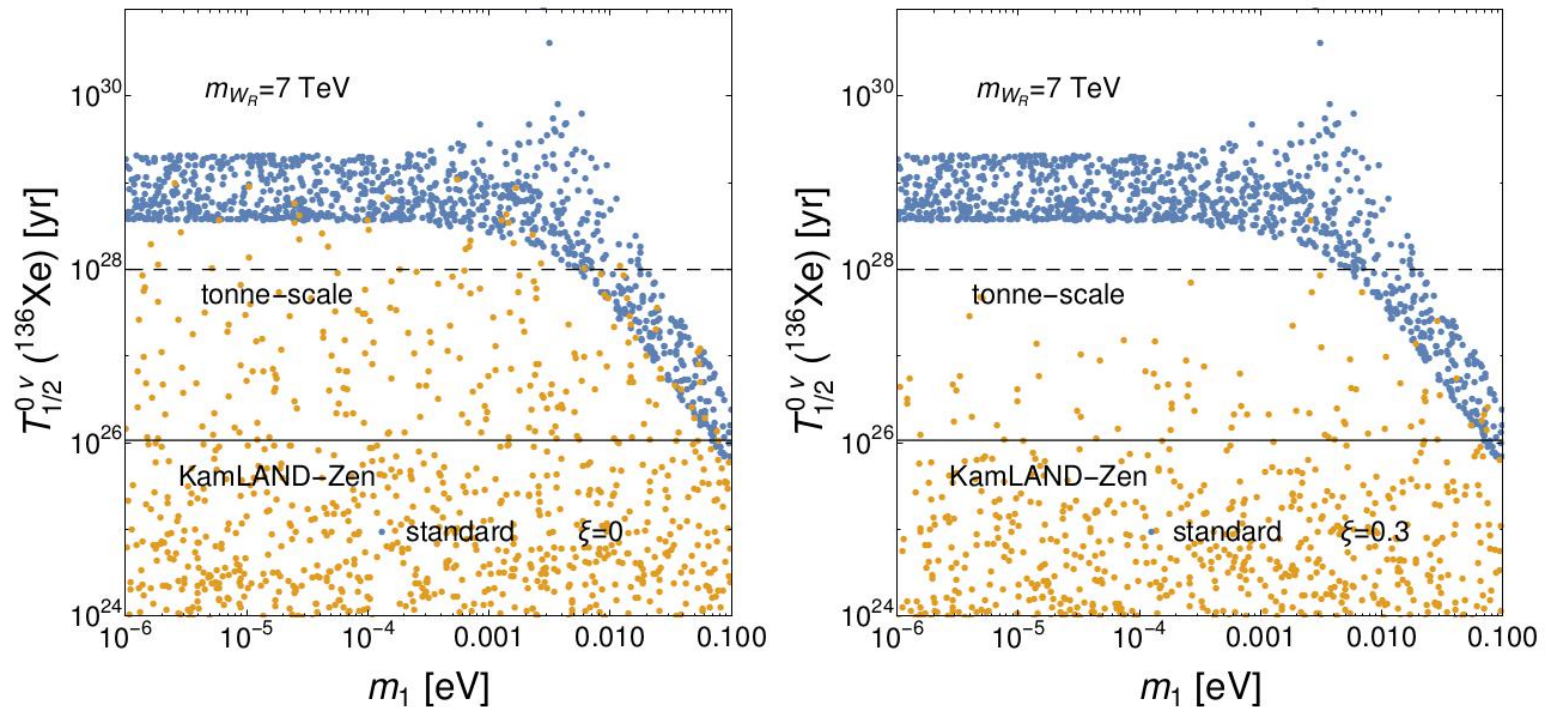 m_{W_R}=7 TeV
10^{30}
10^{28}
10^{26}
10^{24}
T^{0ν}_{1/2} (^{136}Xe) [yr]
tonne−scale
KamLAND−Zen
standard ξ=0
10^{−6} 10^{−5} 10^{−4} 0.001 0.010 0.100
m_1 [eV]
m_{W_R}=7 TeV
10^{30}
10^{28}
10^{26}
10^{24}
T^{0ν}_{1/2} (^{136}Xe) [yr]
tonne−scale
KamLAND−Zen
standard ξ=0.3
10^{−6} 10^{−5} 10^{−4} 0.001 0.010 0.100
m_1 [eV]